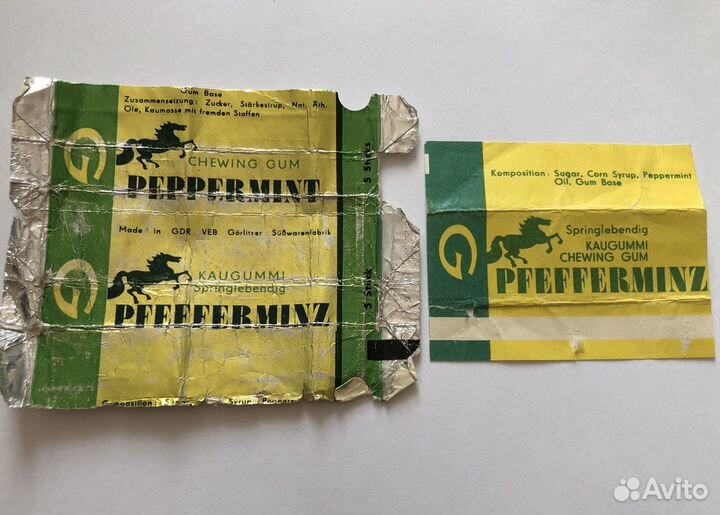 Gum Base
Zusammensetzung: Zucker, Stärkesirup, Nat. Äth.
Öle, Kaumasse mit fremden Stoffen
G
CHEWING GUM
PEPPERMINT
5 Sticks
Made in GDR VEB Görlitzer Süßwarenfabrik
G
KAUGUMMI
Springlebendig
PFEFFERMINZ
5 Stück
Syrup
Komposition: Sugar, Corn Syrup, Peppermint
Oil, Gum Base
G
Springlebendig
KAUGUMMI
CHEWING GUM
PFEFFERMINZ
Avito